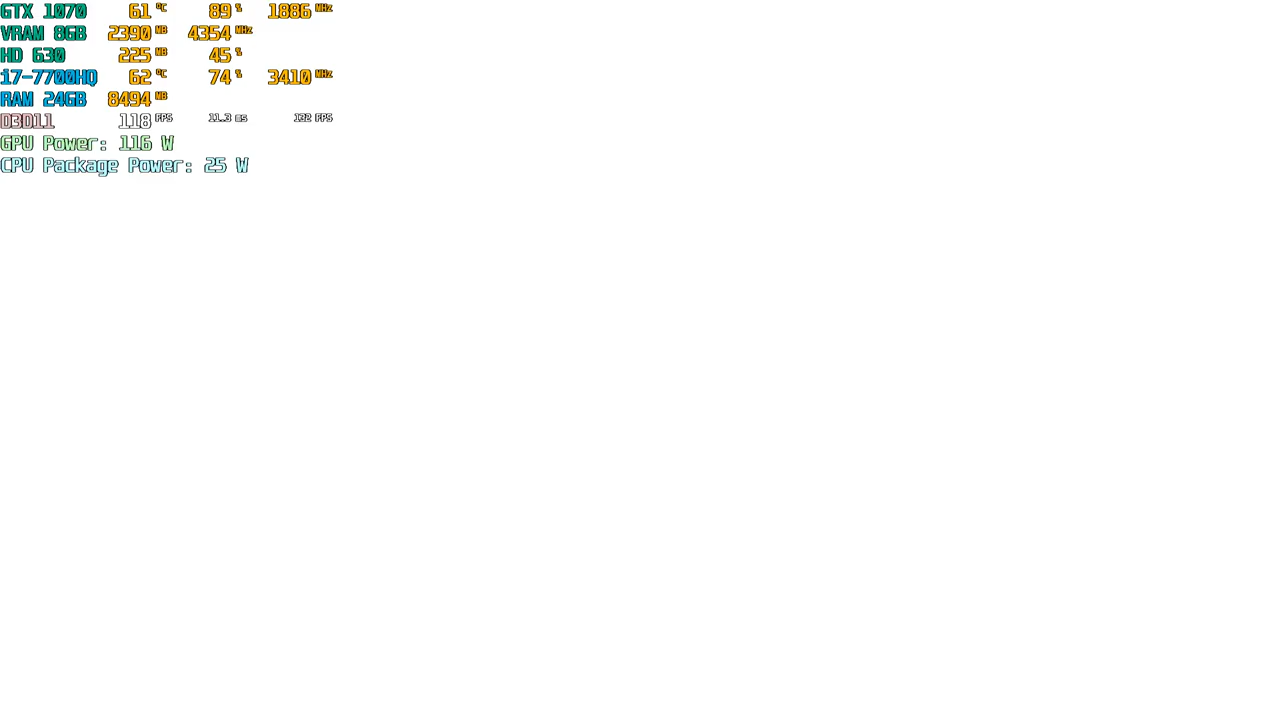 GTX 1070 61 °C 89 % 1886 MHz
VRAM 8GB 2390 MB 4354 MHz
HD 630 225 MB 45 %
i7-7700HQ 62 °C 74 % 3410 MHz
RAM 24GB 8494 MB
D3D11 118 FPS 11.3 ms 132 FPS
GPU Power: 116 W
CPU Package Power: 25 W